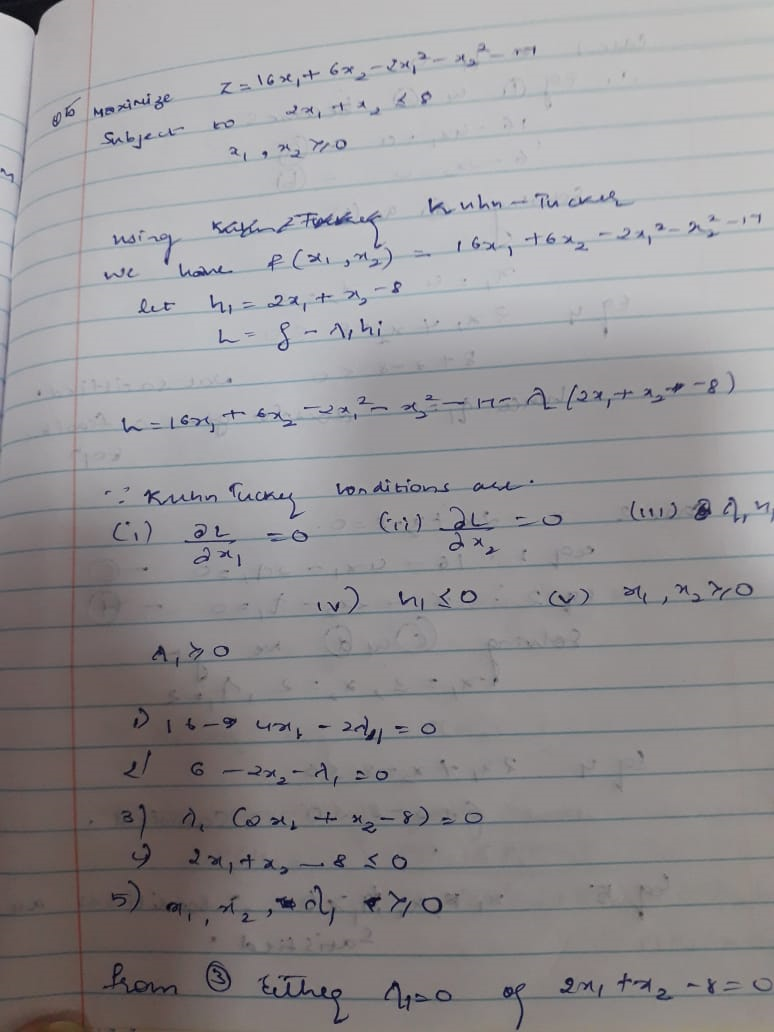 Maximize Z = 16x₁ + 6x₂ - 2x₁² - x₂² - 17
Subject to 2x₁ + x₂ ≤ 8
x₁, x₂ ≥ 0
using Kuhn-Tucker
we have f(x₁, x₂) = 16x₁ + 6x₂ - 2x₁² - x₂² - 17
let h₁ = 2x₁ + x₂ - 8
L = f - λ₁hi
L = 16x₁ + 6x₂ - 2x₁² - x₂² - 17 - λ (2x₁ + x₂ - 8)
∵ Kuhn Tucker conditions are.
(i) ∂L/∂x₁ = 0 (ii) ∂L/∂x₂ = 0 (iii) λ₁h₁
iv) h₁ ≤ 0 (v) x₁, x₂ ≥ 0
λ₁ ≥ 0
1) 16 - 4x₁ - 2λ₁ = 0
2) 6 - 2x₂ - λ₁ = 0
3) λ₁ ( x₁ + x₂ - 8) = 0
4) 2x₁ + x₂ - 8 ≤ 0
5) x₁, x₂, λ₁ ≥ 0
from ③ Either λ₁ = 0 or 2x₁ + x₂ - 8 = 0